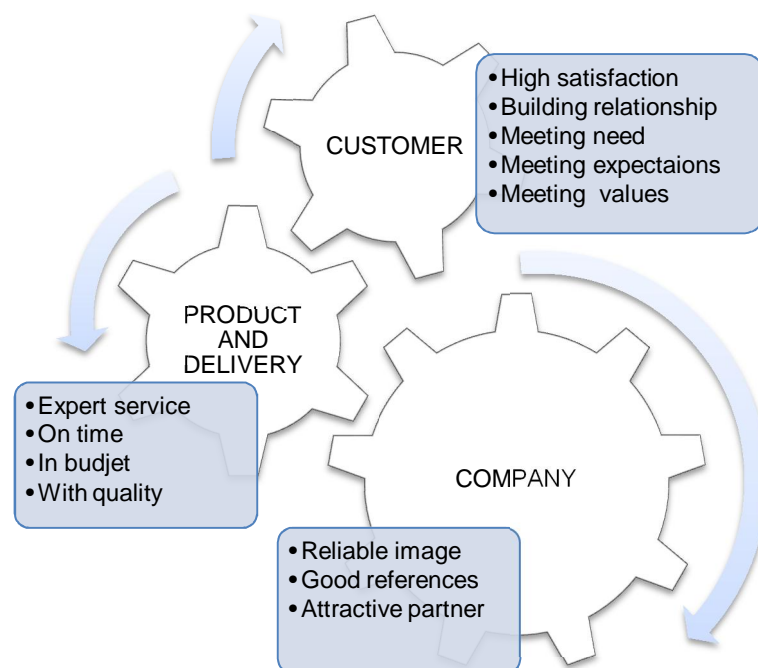 CUSTOMER
• High satisfaction
• Building relationship
• Meeting need
• Meeting expectaions
• Meeting values
PRODUCT
AND
DELIVERY
• Expert service
• On time
• In budjet
• With quality
COMPANY
• Reliable image
• Good references
• Attractive partner